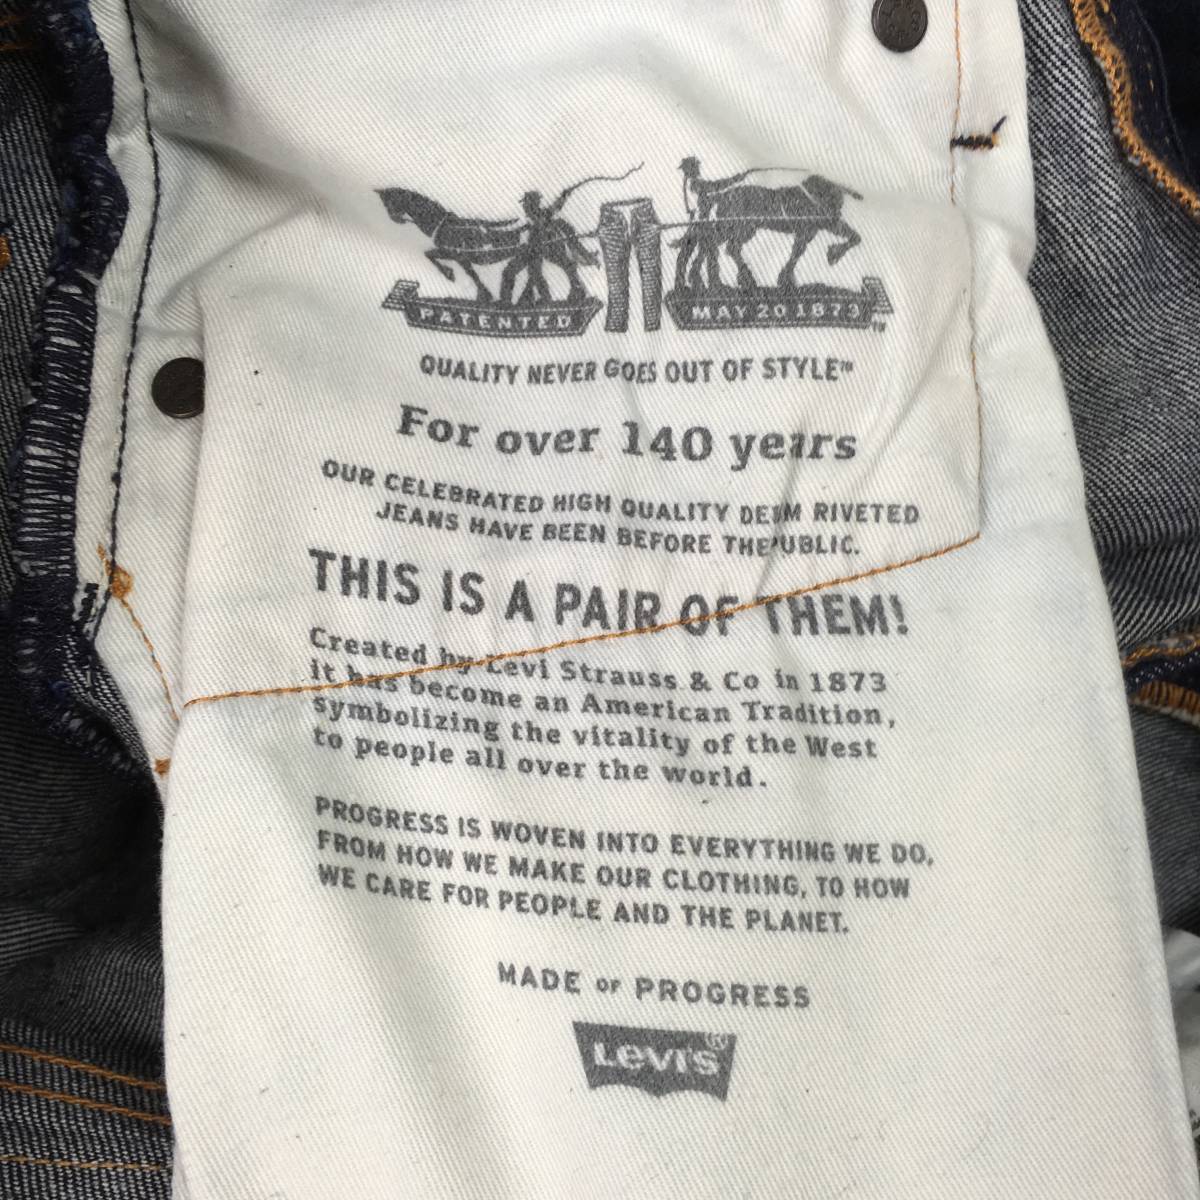 PATENTED MAY 20 1873 ™
QUALITY NEVER GOES OUT OF STYLE™
For over 140 years
OUR CELEBRATED HIGH QUALITY DENIM RIVETED
JEANS HAVE BEEN BEFORE THE PUBLIC.
THIS IS A PAIR OF THEM!
Created by Levi Strauss & Co in 1873
it has become an American Tradition,
symbolizing the vitality of the West
to people all over the world.
PROGRESS IS WOVEN INTO EVERYTHING WE DO,
FROM HOW WE MAKE OUR CLOTHING, TO HOW
WE CARE FOR PEOPLE AND THE PLANET.
MADE OF PROGRESS
Levi's®